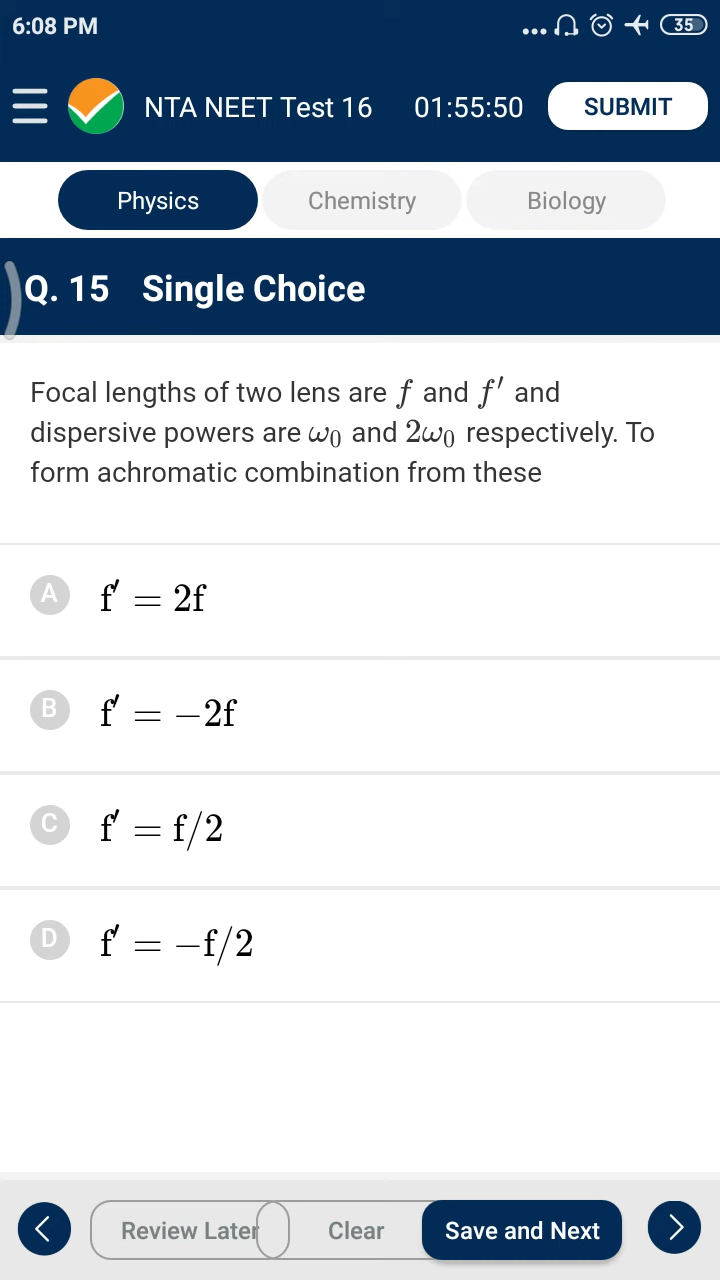 6:08 PM 35
NTA NEET Test 16 01:55:50 SUBMIT
Physics Chemistry Biology
Q. 15 Single Choice
Focal lengths of two lens are f and f′ and
dispersive powers are ω₀ and 2ω₀ respectively. To
form achromatic combination from these
A f′ = 2f
B f′ = −2f
C f′ = f/2
D f′ = −f/2
Review Later Clear Save and Next